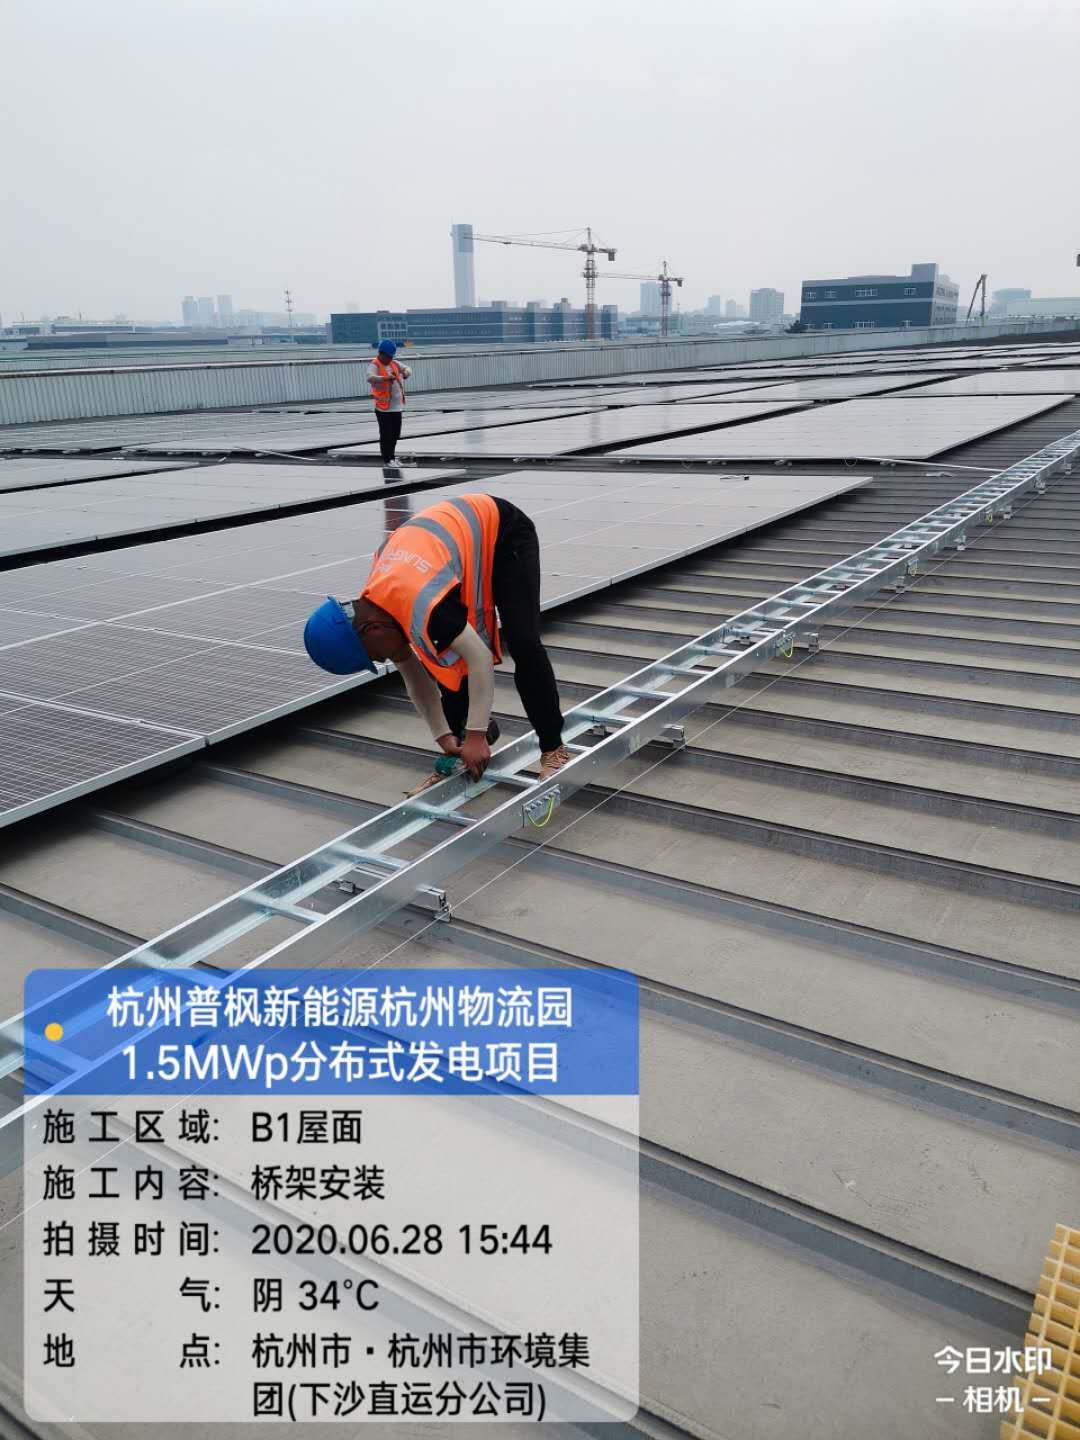 杭州普枫新能源杭州物流园
1.5MWp分布式发电项目
施工区域: B1屋面
施工内容: 桥架安装
拍摄时间: 2020.06.28 15:44
天气: 阴 34°C
地点: 杭州市·杭州市环境集
团(下沙直运分公司)
今日水印
-相机-